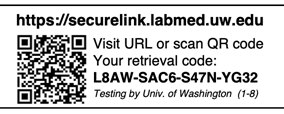 https://securelink.labmed.uw.edu
Visit URL or scan QR code
Your retrieval code:
L8AW-SAC6-S47N-YG32
Testing by Univ. of Washington (1-8)